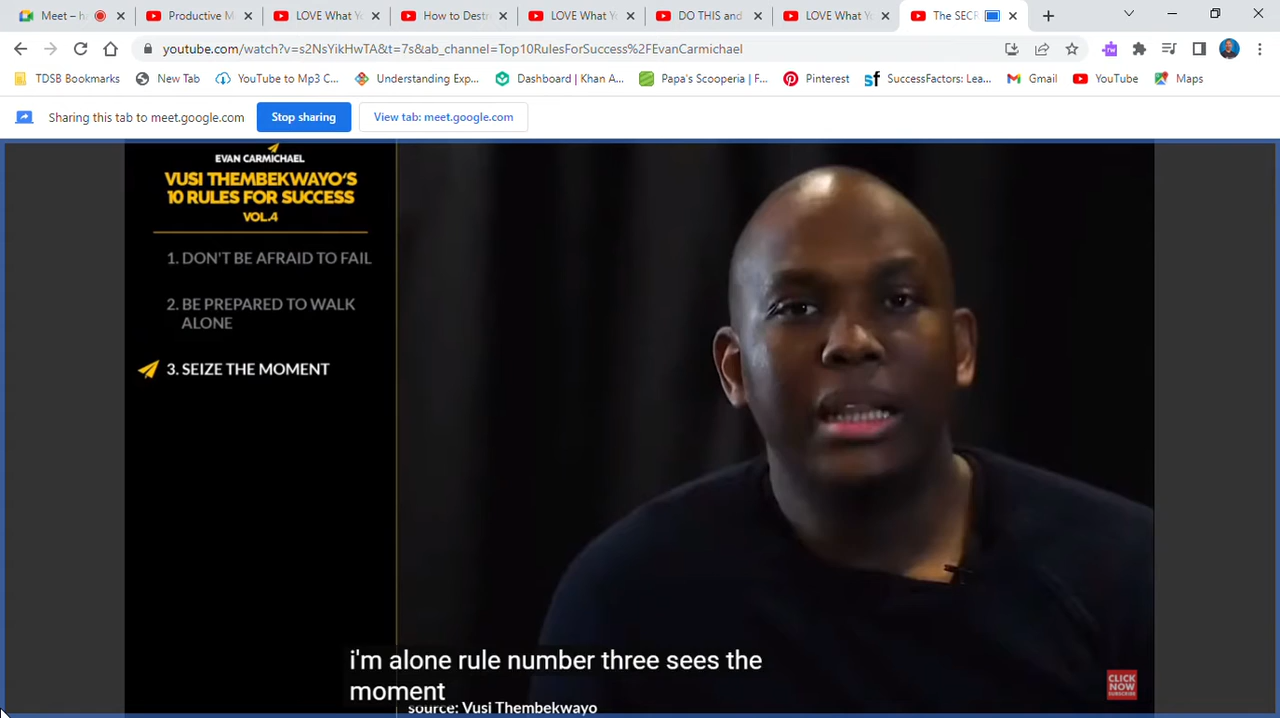 Meet – ha
Productive M
LOVE What Yo
How to Destr
LOVE What Yo
DO THIS and
LOVE What Yo
The SECR
youtube.com/watch?v=s2NsYikHwTA&t=7s&ab_channel=Top10RulesForSuccess%2FEvanCarmichael
TDSB Bookmarks
New Tab
YouTube to Mp3 C...
Understanding Exp...
Dashboard | Khan A...
Papa's Scooperia | F...
Pinterest
SuccessFactors: Lea...
Gmail
YouTube
Maps
Sharing this tab to meet.google.com
Stop sharing
View tab: meet.google.com
EVAN CARMICHAEL
VUSI THEMBEKWAYO'S
10 RULES FOR SUCCESS
VOL.4
1. DON'T BE AFRAID TO FAIL
2. BE PREPARED TO WALK
ALONE
3. SEIZE THE MOMENT
i'm alone rule number three sees the
moment
source: Vusi Thembekwayo
CLICK
NOW
SUBSCRIBE